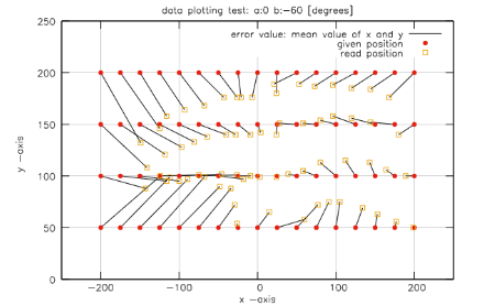 data plotting test: a:0 b:−60 [degrees]
error value: mean value of x and y
given position
read position
250
200
150
100
50
0
−200 −100 0 100 200
y −axis
x −axis